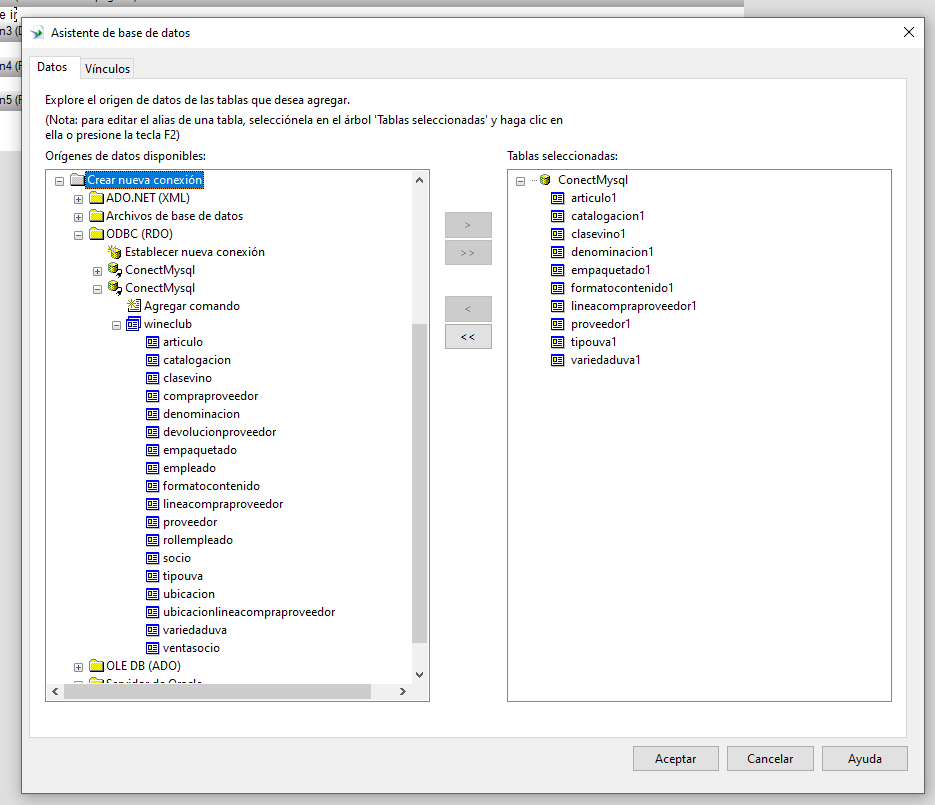 Asistente de base de datos
n3 (
n4 (F
n5 (F
Datos
Vínculos
Explore el origen de datos de las tablas que desea agregar.
(Nota: para editar el alias de una tabla, selecciónela en el árbol 'Tablas seleccionadas' y haga clic en
ella o presione la tecla F2)
Orígenes de datos disponibles:
Crear nueva conexión
ADO.NET (XML)
Archivos de base de datos
ODBC (RDO)
Establecer nueva conexión
ConectMysql
ConectMysql
Agregar comando
wineclub
articulo
catalogacion
clasevino
compraproveedor
denominacion
devolucionproveedor
empaquetado
empleado
formatocontenido
lineacompraproveedor
proveedor
rollempleado
socio
tipouva
ubicacion
ubicacionlineacompraproveedor
variedaduva
ventasocio
OLE DB (ADO)
Servidor de Oracle
>
>>
<
<<
Tablas seleccionadas:
ConectMysql
articulo1
catalogacion1
clasevino1
denominacion1
empaquetado1
formatocontenido1
lineacompraproveedor1
proveedor1
tipouva1
variedaduva1
Aceptar
Cancelar
Ayuda